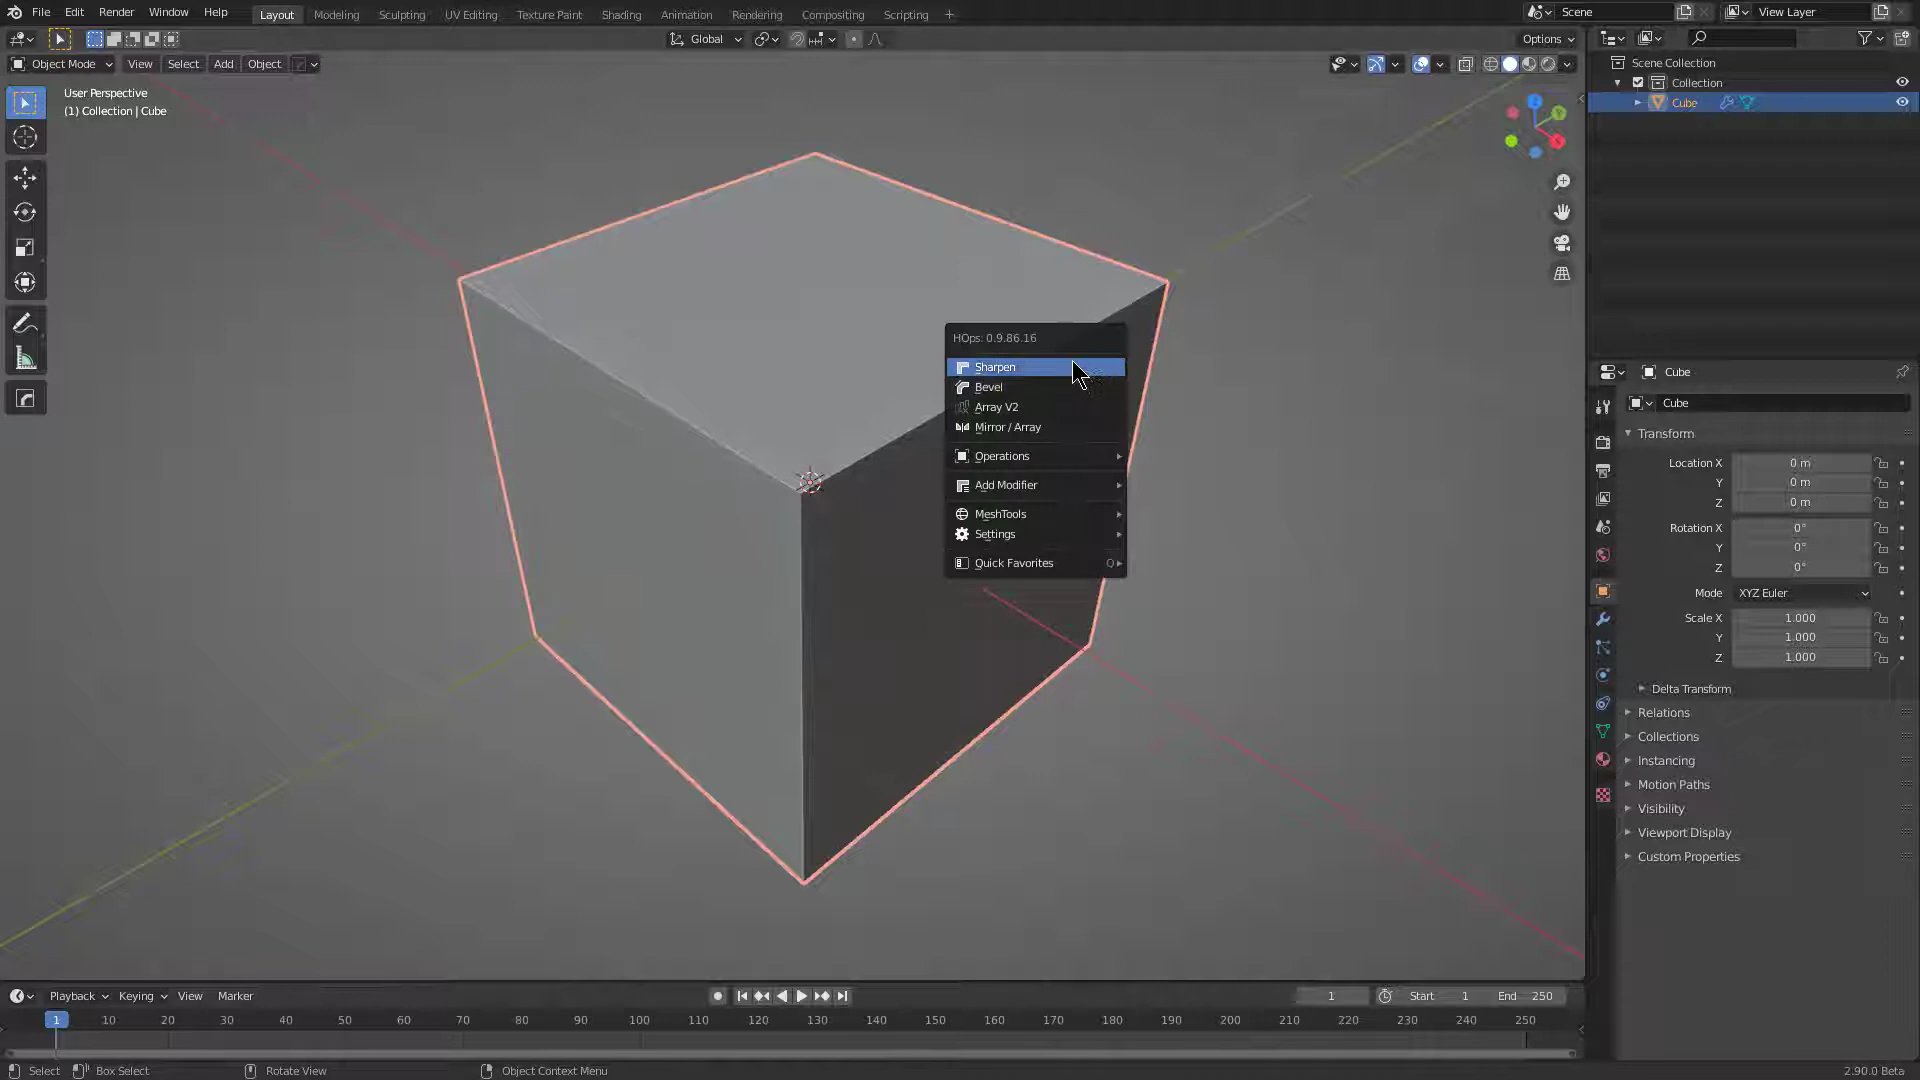 File Edit Render Window Help Layout Modeling Sculpting UV Editing Texture Paint Shading Animation Rendering Compositing Scripting + Scene View Layer
Global Options
Object Mode View Select Add Object
User Perspective
(1) Collection | Cube
Scene Collection
Collection
Cube
HOps: 0.9.86.16
Sharpen
Bevel
Array V2
Mirror / Array
Operations
Add Modifier
MeshTools
Settings
Quick Favorites Q
Cube
Cube
Transform
Location X 0 m
Y 0 m
Z 0 m
Rotation X 0°
Y 0°
Z 0°
Mode XYZ Euler
Scale X 1.000
Y 1.000
Z 1.000
Delta Transform
Relations
Collections
Instancing
Motion Paths
Visibility
Viewport Display
Custom Properties
Playback Keying View Marker 1 Start 1 End 250
1 10 20 30 40 50 60 70 80 90 100 110 120 130 140 150 160 170 180 190 200 210 220 230 240 250
Select Box Select Rotate View Object Context Menu 2.90.0 Beta